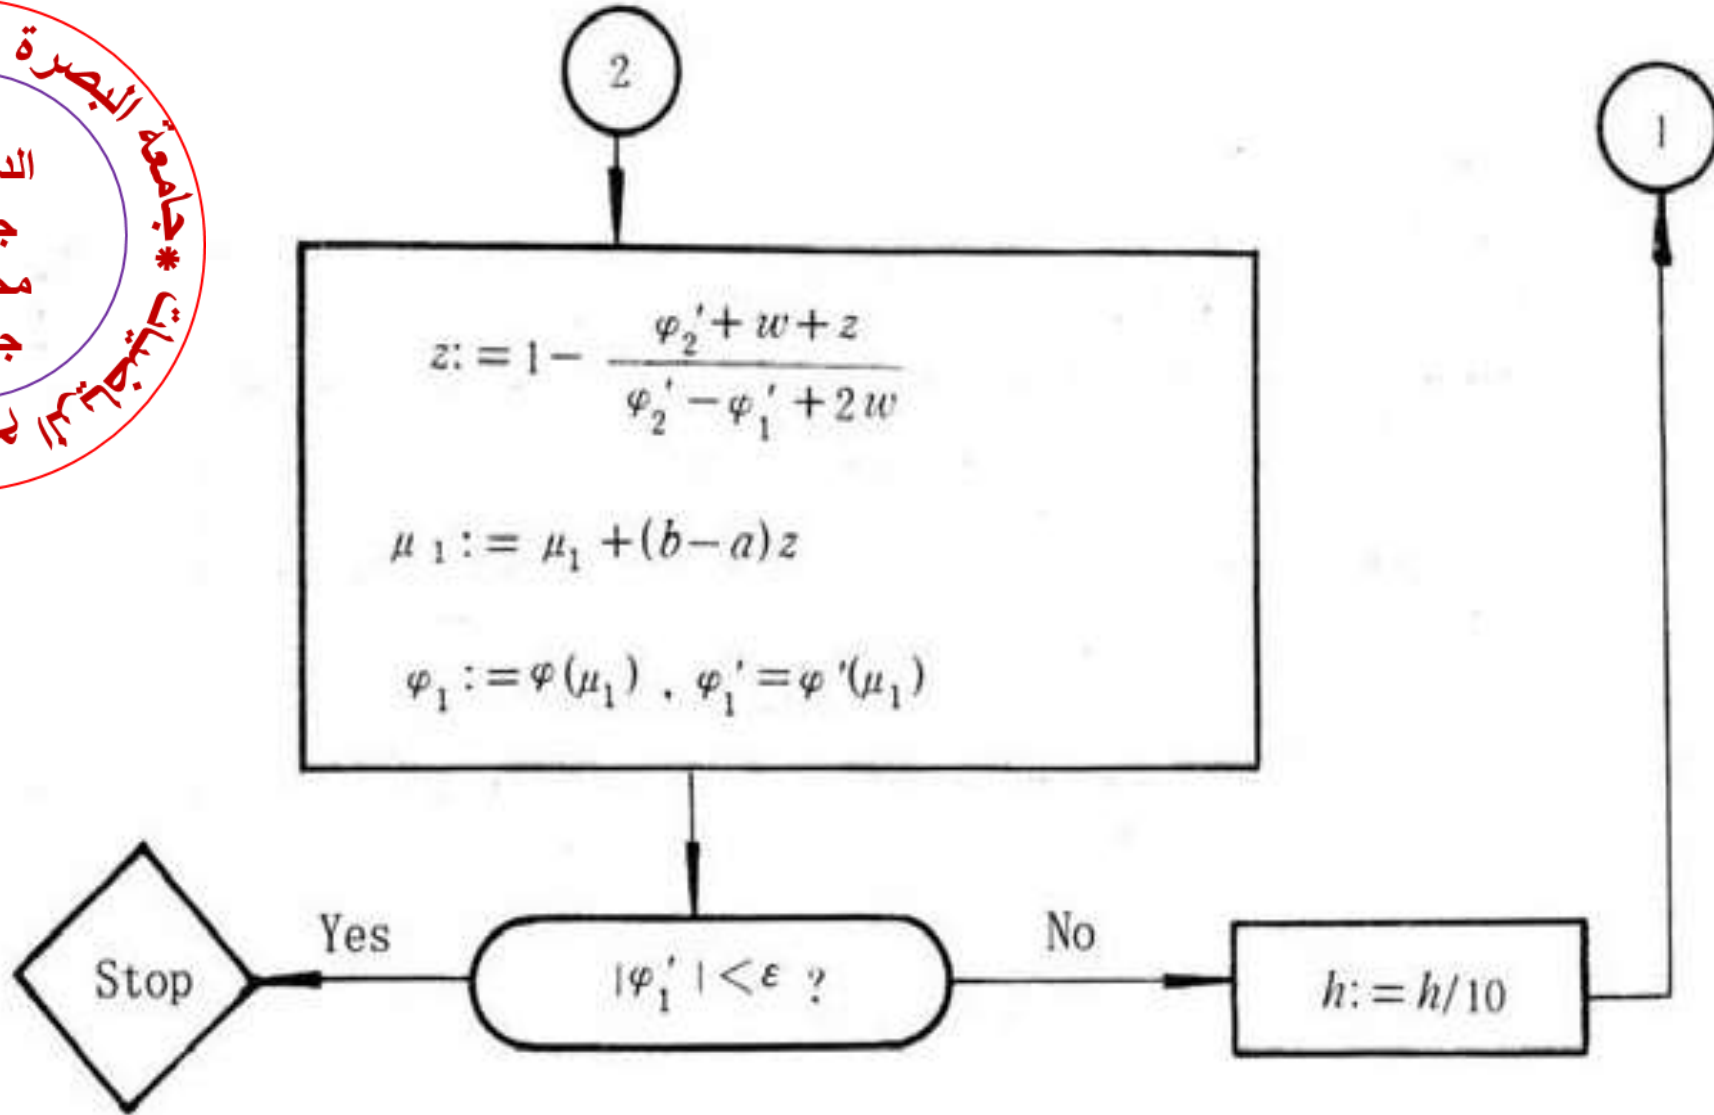 جامعة البصرة
*
الرياضيات
2
1
z: = 1 − (φ₂′ + w + z) / (φ₂′ − φ₁′ + 2w)
μ₁ := μ₁ + (b − a)z
φ₁ := φ(μ₁) , φ₁′ = φ′(μ₁)
Stop
Yes
|φ₁′| < ε ?
No
h: = h/10